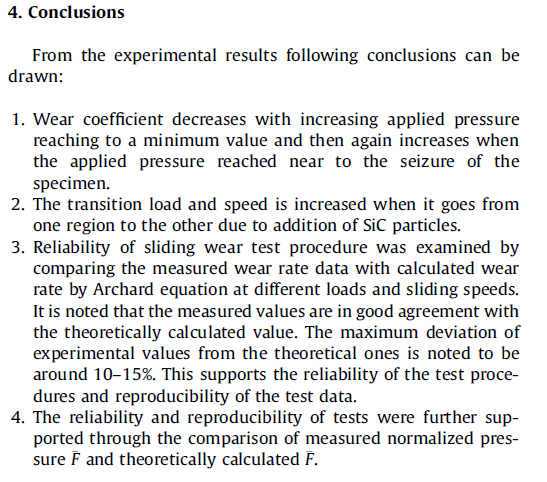 4. Conclusions
From the experimental results following conclusions can be
drawn:
1. Wear coefficient decreases with increasing applied pressure
reaching to a minimum value and then again increases when
the applied pressure reached near to the seizure of the
specimen.
2. The transition load and speed is increased when it goes from
one region to the other due to addition of SiC particles.
3. Reliability of sliding wear test procedure was examined by
comparing the measured wear rate data with calculated wear
rate by Archard equation at different loads and sliding speeds.
It is noted that the measured values are in good agreement with
the theoretically calculated value. The maximum deviation of
experimental values from the theoretical ones is noted to be
around 10–15%. This supports the reliability of the test proce-
dures and reproducibility of the test data.
4. The reliability and reproducibility of tests were further sup-
ported through the comparison of measured normalized pres-
sure F̄ and theoretically calculated F̄.